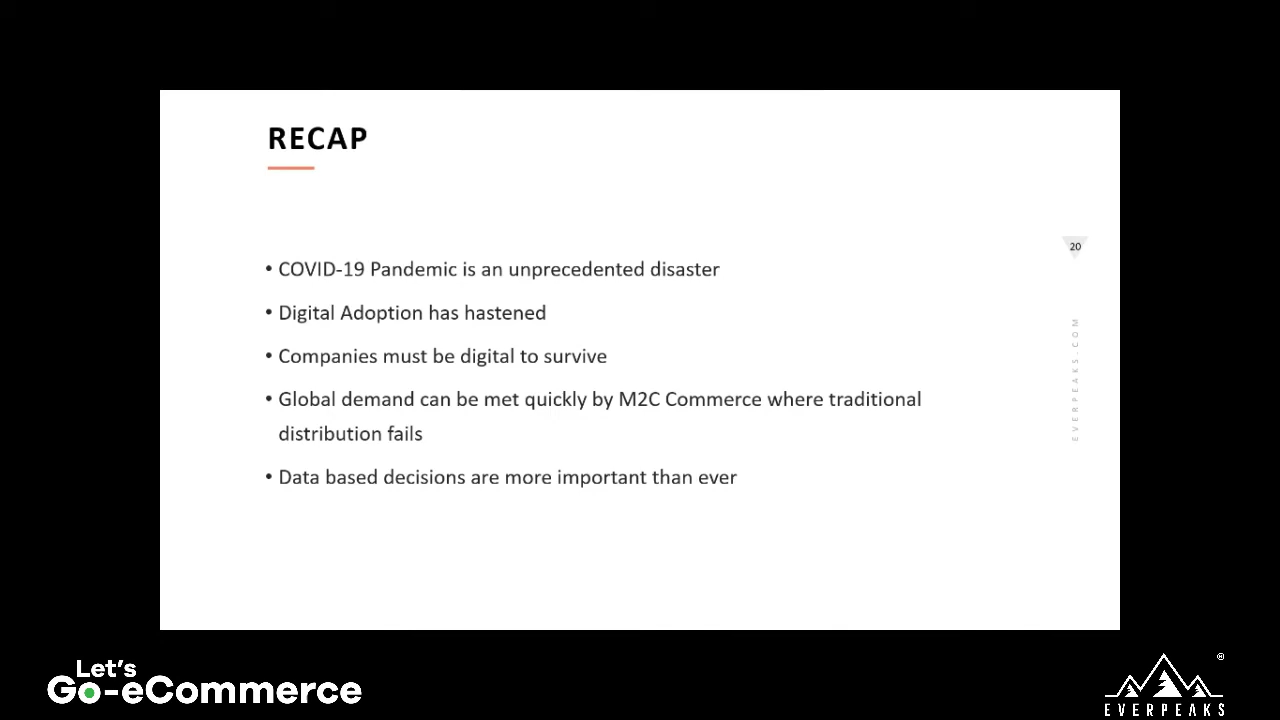 RECAP
• COVID-19 Pandemic is an unprecedented disaster
• Digital Adoption has hastened
• Companies must be digital to survive
• Global demand can be met quickly by M2C Commerce where traditional
distribution fails
• Data based decisions are more important than ever
20
EVERPEAKS.COM
Let's
Go-eCommerce
®
EVERPEAKS